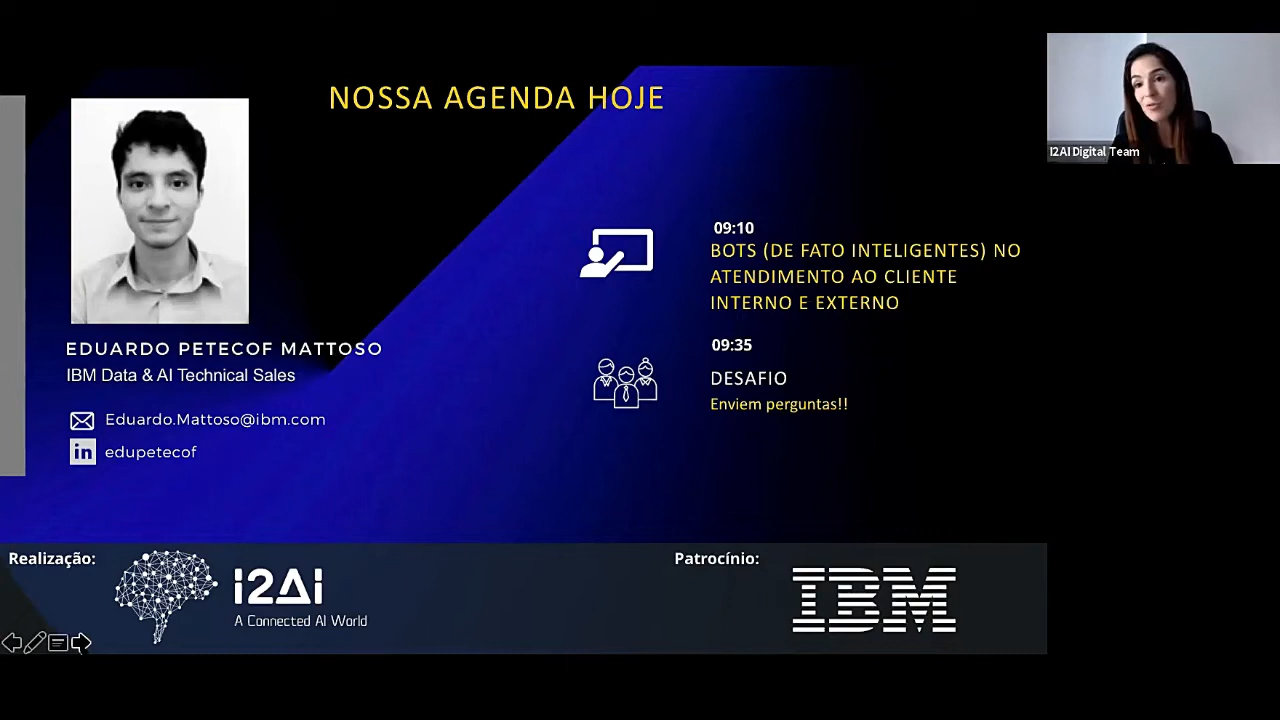 NOSSA AGENDA HOJE
I2AI Digital Team
09:10
BOTS (DE FATO INTELIGENTES) NO
ATENDIMENTO AO CLIENTE
INTERNO E EXTERNO
09:35
DESAFIO
Enviem perguntas!!
EDUARDO PETECOF MATTOSO
IBM Data & AI Technical Sales
Eduardo.Mattoso@ibm.com
in edupetecof
Realização:
I2AI
A Connected AI World
Patrocínio:
IBM